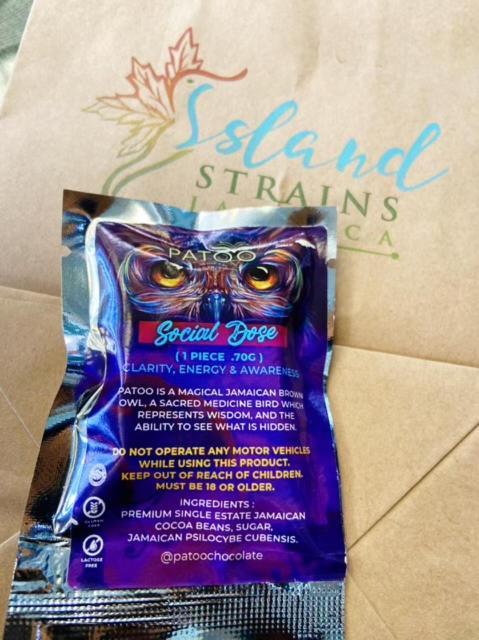 Island
STRAINS
PATOO
Social Dose
( 1 PIECE .70G )
CLARITY, ENERGY & AWARENESS
PATOO IS A MAGICAL JAMAICAN BROWN
OWL, A SACRED MEDICINE BIRD WHICH
REPRESENTS WISDOM, AND THE
ABILITY TO SEE WHAT IS HIDDEN.
DO NOT OPERATE ANY MOTOR VEHICLES
WHILE USING THIS PRODUCT.
KEEP OUT OF REACH OF CHILDREN.
MUST BE 18 OR OLDER.
INGREDIENTS :
PREMIUM SINGLE ESTATE JAMAICAN
COCOA BEANS, SUGAR,
JAMAICAN PSILOCYBE CUBENSIS.
@patoochocolate
GLUTEN
FREE
LACTOSE
FREE